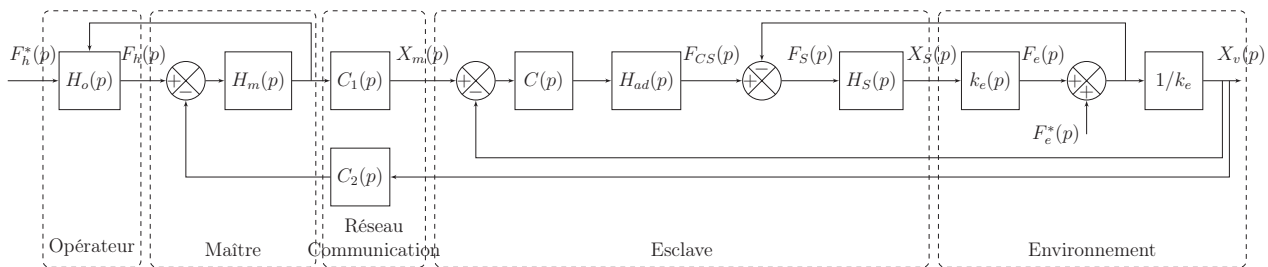 F_h^*(p)
H_o(p)
F_h(p)
+
−
H_m(p)
C_1(p)
X_m(p)
+
−
C(p)
H_{ad}(p)
F_{CS}(p)
+
−
F_S(p)
H_S(p)
X_S(p)
k_e(p)
F_e(p)
+
+
F_e^*(p)
1/k_e
X_v(p)
C_2(p)
Opérateur
Maître
Réseau
Communication
Esclave
Environnement